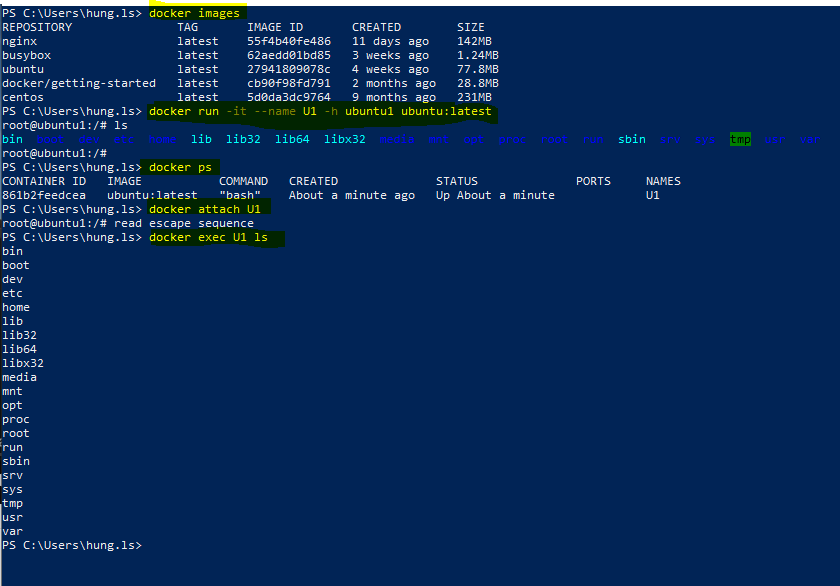 PS C:\Users\hung.ls> docker images
REPOSITORY TAG IMAGE ID CREATED SIZE
nginx latest 55f4b40fe486 11 days ago 142MB
busybox latest 62aedd01bd85 3 weeks ago 1.24MB
ubuntu latest 27941809078c 4 weeks ago 77.8MB
docker/getting-started latest cb90f98fd791 2 months ago 28.8MB
centos latest 5d0da3dc9764 9 months ago 231MB
PS C:\Users\hung.ls> docker run -it --name U1 -h ubuntu1 ubuntu:latest
root@ubuntu1:/# ls
bin boot dev etc home lib lib32 lib64 libx32 media mnt opt proc root run sbin srv sys tmp usr var
root@ubuntu1:/#
PS C:\Users\hung.ls> docker ps
CONTAINER ID IMAGE COMMAND CREATED STATUS PORTS NAMES
861b2feedcea ubuntu:latest "bash" About a minute ago Up About a minute U1
PS C:\Users\hung.ls> docker attach U1
root@ubuntu1:/# read escape sequence
PS C:\Users\hung.ls> docker exec U1 ls
bin
boot
dev
etc
home
lib
lib32
lib64
libx32
media
mnt
opt
proc
root
run
sbin
srv
sys
tmp
usr
var
PS C:\Users\hung.ls>